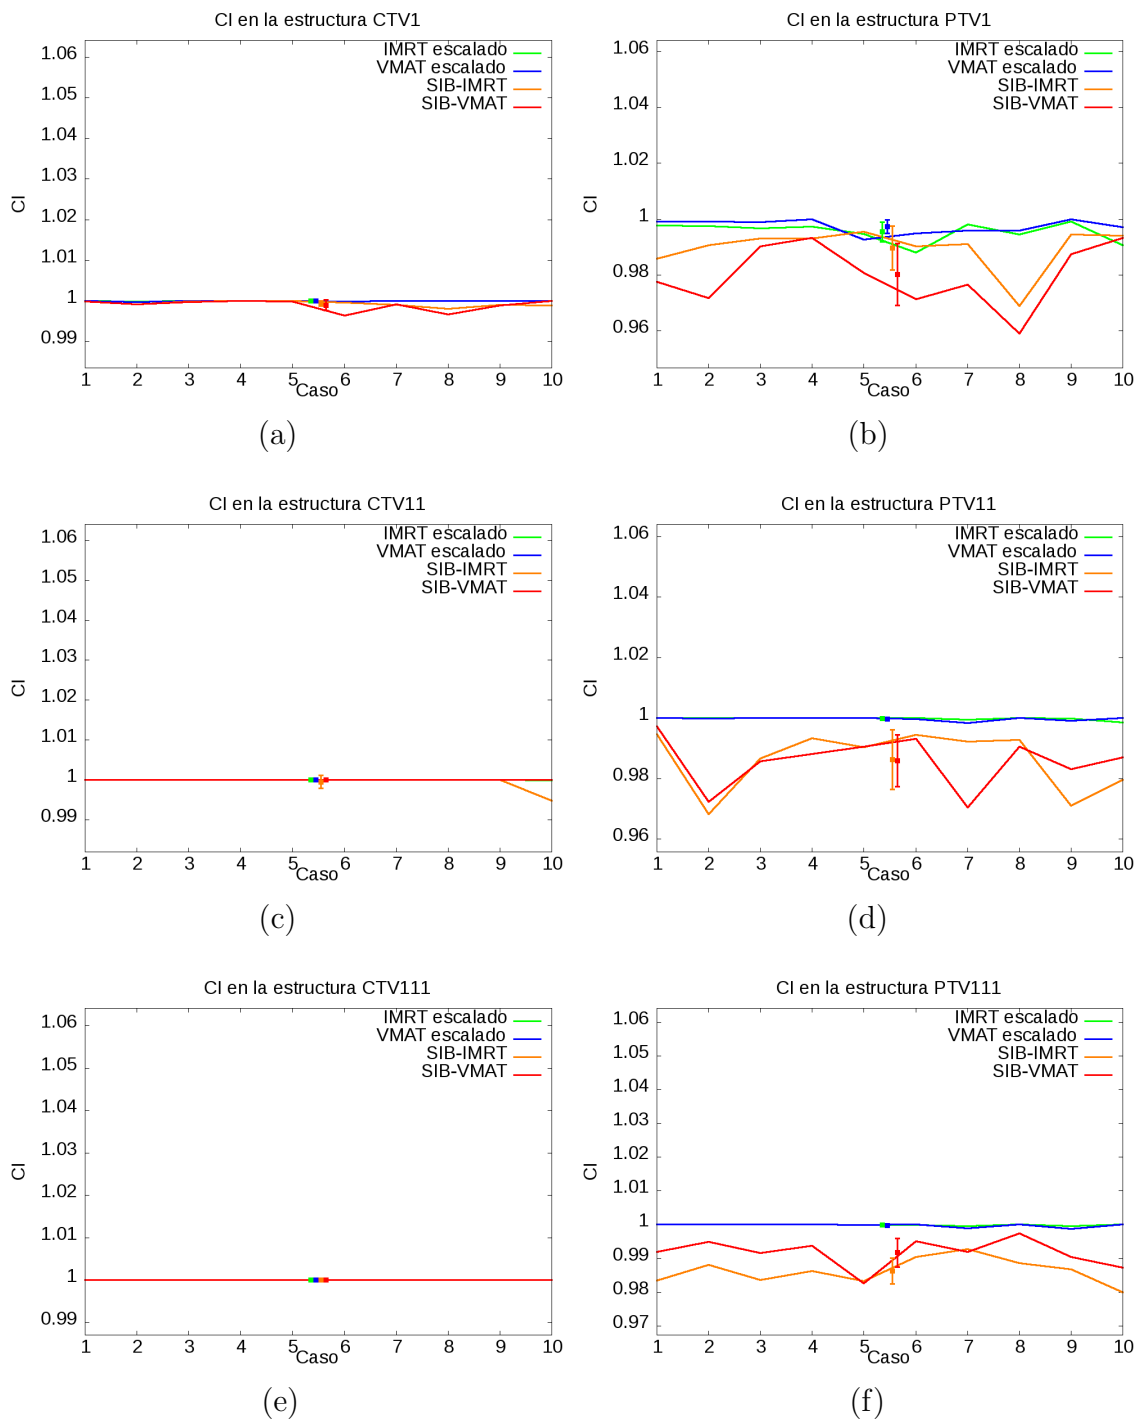 CI en la estructura CTV1
IMRT escalado
VMAT escalado
SIB-IMRT
SIB-VMAT
1.06
1.05
1.04
1.03
1.02
1.01
1
0.99
CI
1 2 3 4 5 6 7 8 9 10
Caso
(a)
CI en la estructura PTV1
IMRT escalado
VMAT escalado
SIB-IMRT
SIB-VMAT
1.06
1.04
1.02
1
0.98
0.96
CI
1 2 3 4 5 6 7 8 9 10
Caso
(b)
CI en la estructura CTV11
IMRT escalado
VMAT escalado
SIB-IMRT
SIB-VMAT
1.06
1.05
1.04
1.03
1.02
1.01
1
0.99
CI
1 2 3 4 5 6 7 8 9 10
Caso
(c)
CI en la estructura PTV11
IMRT escalado
VMAT escalado
SIB-IMRT
SIB-VMAT
1.06
1.04
1.02
1
0.98
0.96
CI
1 2 3 4 5 6 7 8 9 10
Caso
(d)
CI en la estructura CTV111
IMRT escalado
VMAT escalado
SIB-IMRT
SIB-VMAT
1.06
1.05
1.04
1.03
1.02
1.01
1
0.99
CI
1 2 3 4 5 6 7 8 9 10
Caso
(e)
CI en la estructura PTV111
IMRT escalado
VMAT escalado
SIB-IMRT
SIB-VMAT
1.06
1.05
1.04
1.03
1.02
1.01
1
0.99
0.98
0.97
CI
1 2 3 4 5 6 7 8 9 10
Caso
(f)